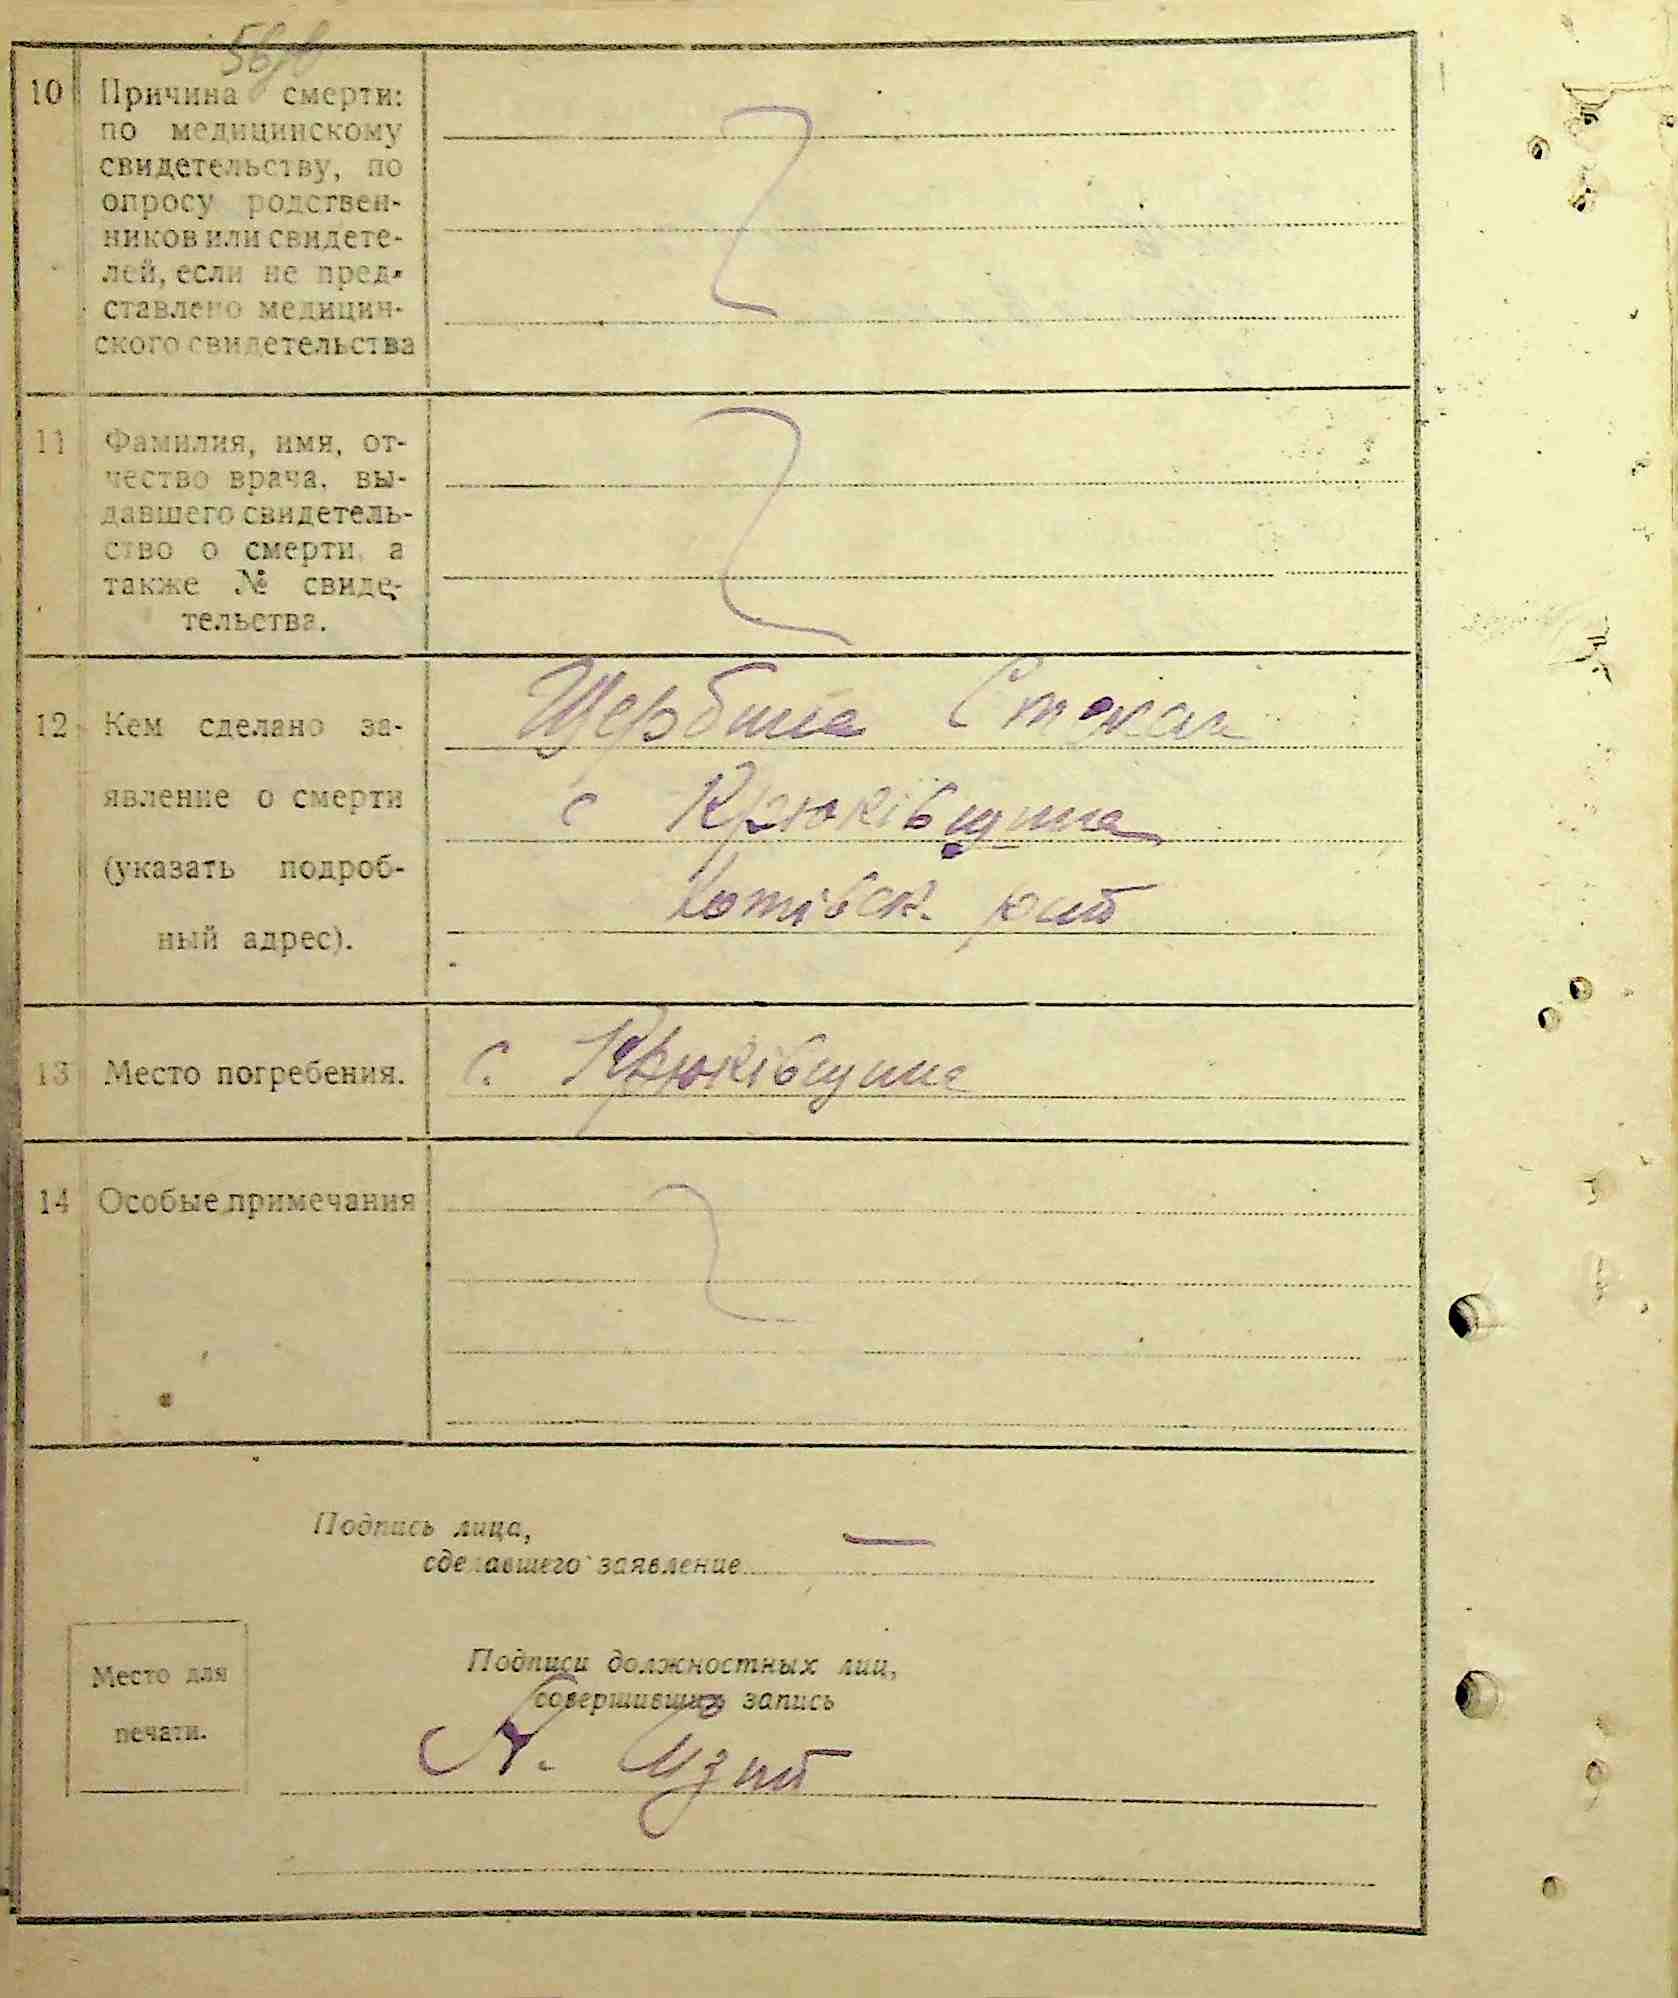 56об
10 Причина смерти:
по медицинскому
свидетельству, по
опросу родствен-
ников или свидете-
лей, если не пред-
ставлено медицин-
ского свидетельства
11 Фамилия, имя, от-
чество врача, вы-
давшего свидетель-
ство о смерти, а
также № свиде-
тельства.
12 Кем сделано за-
явление о смерти
(указать подроб-
ный адрес).
Щербина Степан
с Крюківщина
13 Место погребения.
с. Крюківщина
14 Особые примечания
Подпись лица,
сделавшего заявление
Место для
печати.
Подписи должностных лиц,
совершивших запись